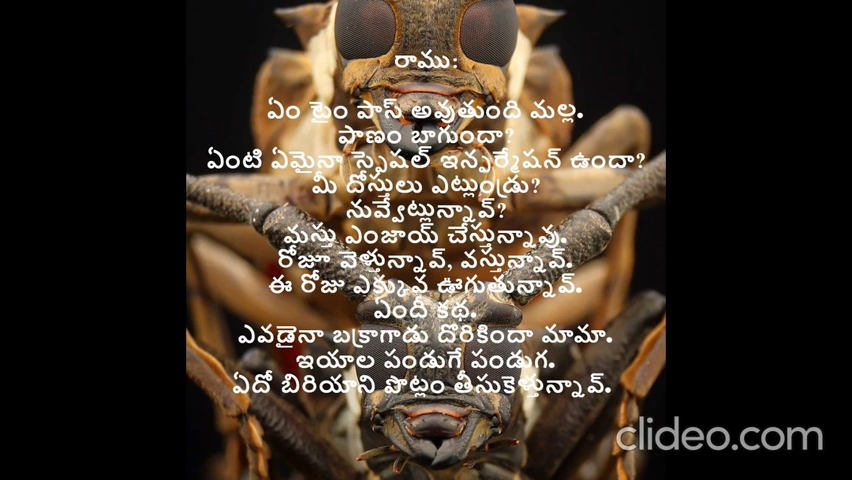 రాము:
ఏం టైం పాస్ అవుతుంది మల్ల.
పాణం బాగుందా?
ఏంటి ఏమైనా స్పెషల్ ఇన్ఫర్మేషన్ ఉందా?
మీ దోస్తులు ఎట్లుండ్రు?
నువ్వేట్లున్నావ్?
మస్తు ఎంజాయ్ చేస్తున్నావు.
రోజూ వెళ్తున్నావ్, వస్తున్నావ్.
ఈ రోజు ఎక్కువ ఊగుతున్నావ్.
ఏందీ కథ.
ఎవడైనా బక్రాగాడు దొరికిందా మామా.
ఇయాల పండుగే పండుగ.
ఏదో బిరియాని పొట్లం తీసుకెళ్తున్నావ్.
clideo.com